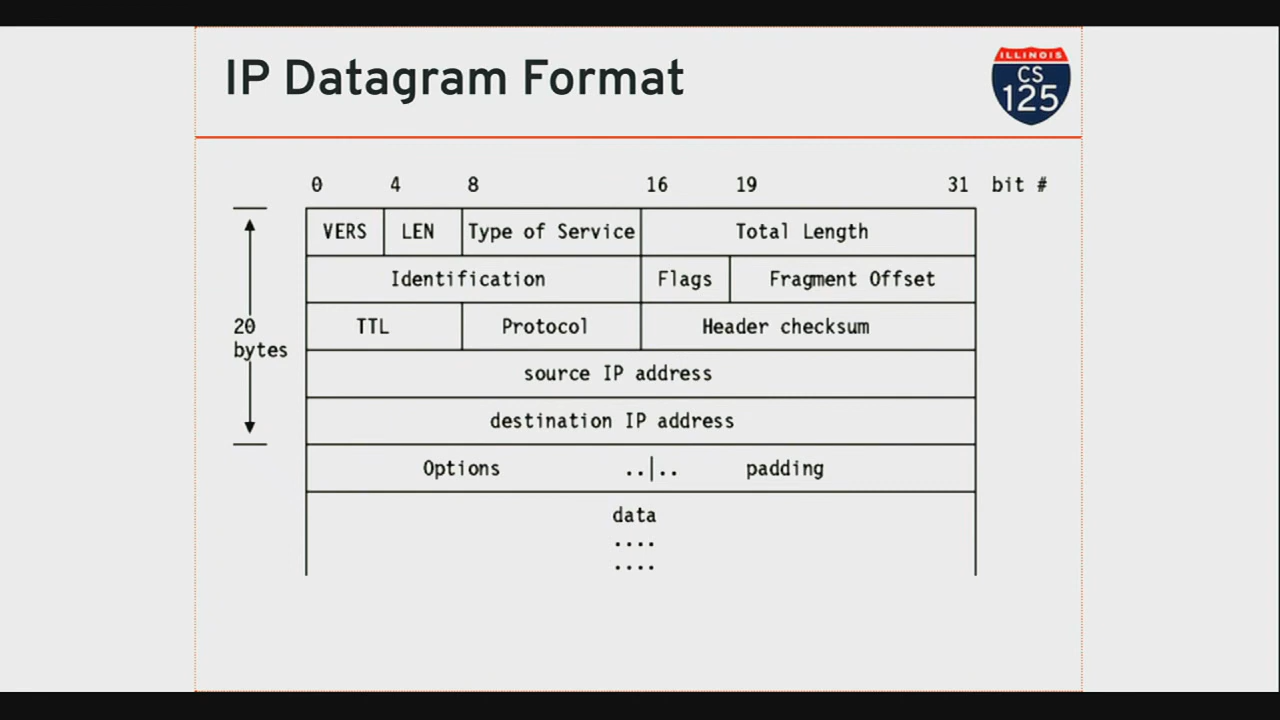 IP Datagram Format
ILLINOIS
CS
125
0 4 8 16 19 31 bit #
VERS LEN Type of Service Total Length
Identification Flags Fragment Offset
20
bytes
TTL Protocol Header checksum
source IP address
destination IP address
Options ..|.. padding
data
....
....